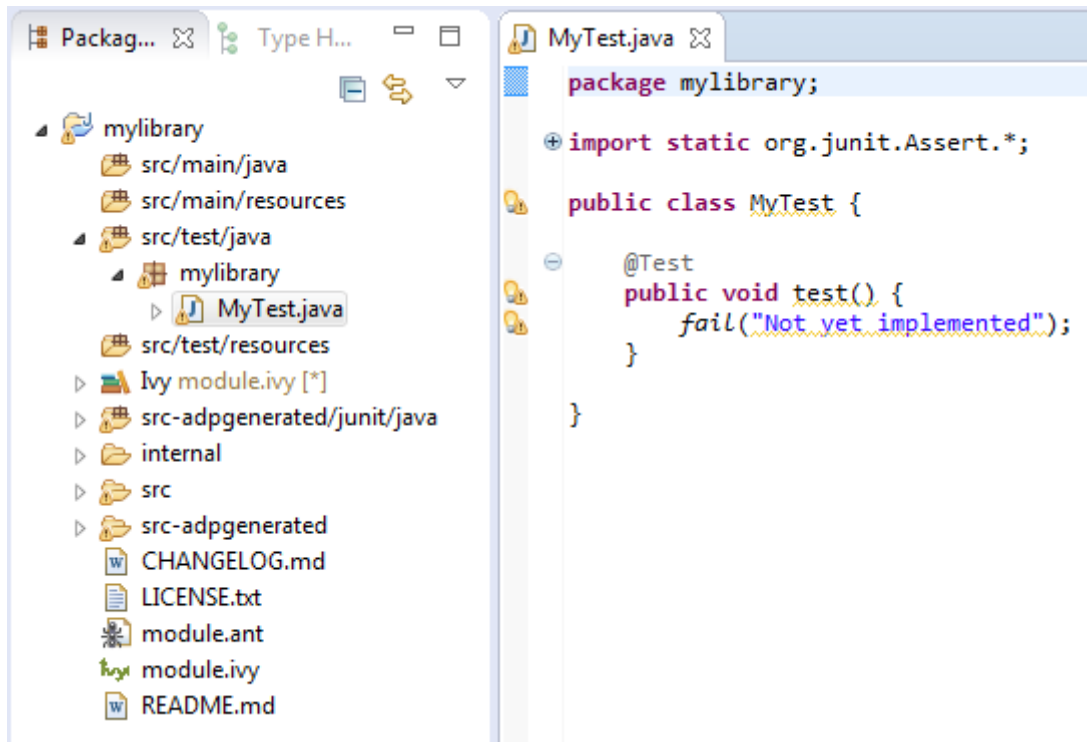 Packag...
Type H...
mylibrary
src/main/java
src/main/resources
src/test/java
mylibrary
MyTest.java
src/test/resources
Ivy module.ivy [*]
src-adpgenerated/junit/java
internal
src
src-adpgenerated
CHANGELOG.md
LICENSE.txt
module.ant
module.ivy
README.md
MyTest.java
package mylibrary;
import static org.junit.Assert.*;
public class MyTest {
@Test
public void test() {
fail("Not yet implemented");
}
}